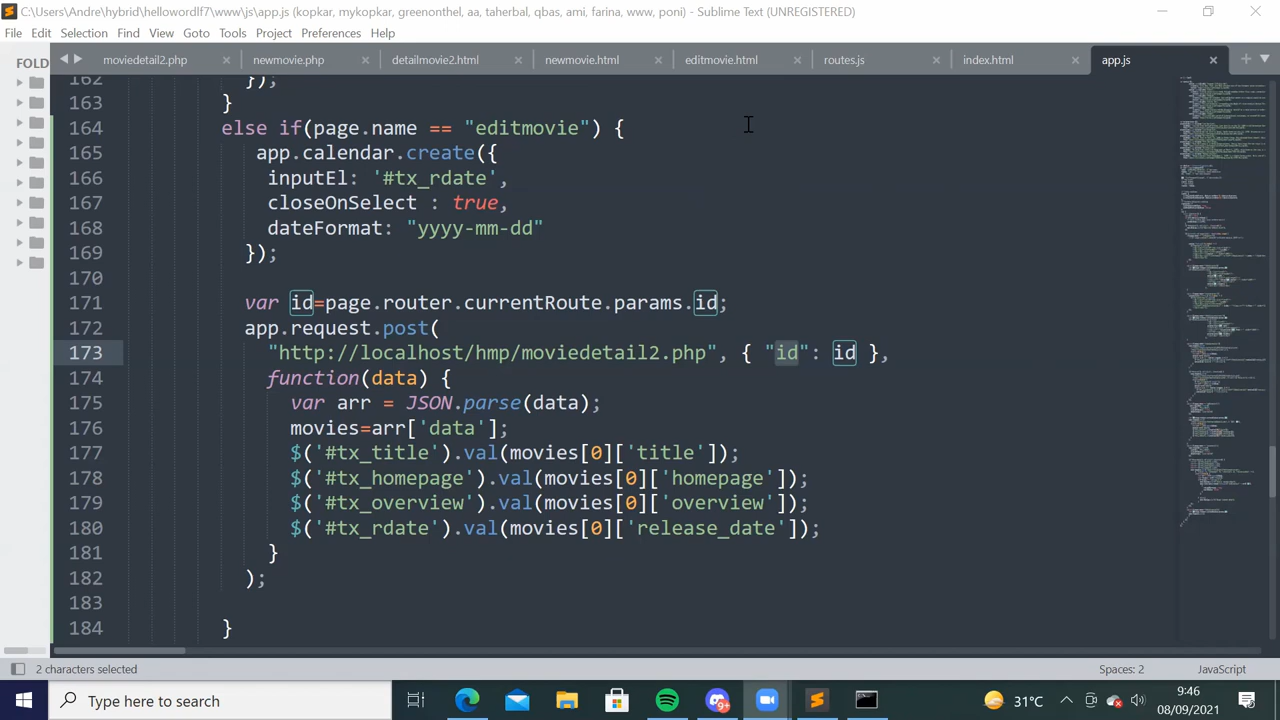 C:\Users\Andre\hybrid\hellowordlf7\www\js\app.js (kopkar, mykopkar, greenothel, aa, taherbal, qbas, ami, farina, www, poni) - Sublime Text (UNREGISTERED)
File Edit Selection Find View Goto Tools Project Preferences Help
FOLD
moviedetail2.php newmovie.php detailmovie2.html newmovie.html editmovie.html routes.js index.html app.js
162 });
163 }
164 else if(page.name == "editmovie") {
165 app.calendar.create({
166 inputEl: '#tx_rdate'
167 closeOnSelect : true,
168 dateFormat: "yyyy-mm-dd"
169 });
170
171 var id=page.router.currentRoute.params.id;
172 app.request.post(
173 "http://localhost/hmp/moviedetail2.php", { "id": id },
174 function(data) {
175 var arr = JSON.parse(data);
176 movies=arr['data'];
177 $('#tx_title').val(movies[0]['title']);
178 $('#tx_homepage').val(movies[0]['homepage']);
179 $('#tx_overview').val(movies[0]['overview']);
180 $('#tx_rdate').val(movies[0]['release_date']);
181 }
182 );
183
184 }
2 characters selected Spaces: 2 JavaScript
Type here to search 9+ 31°C 9:46
08/09/2021